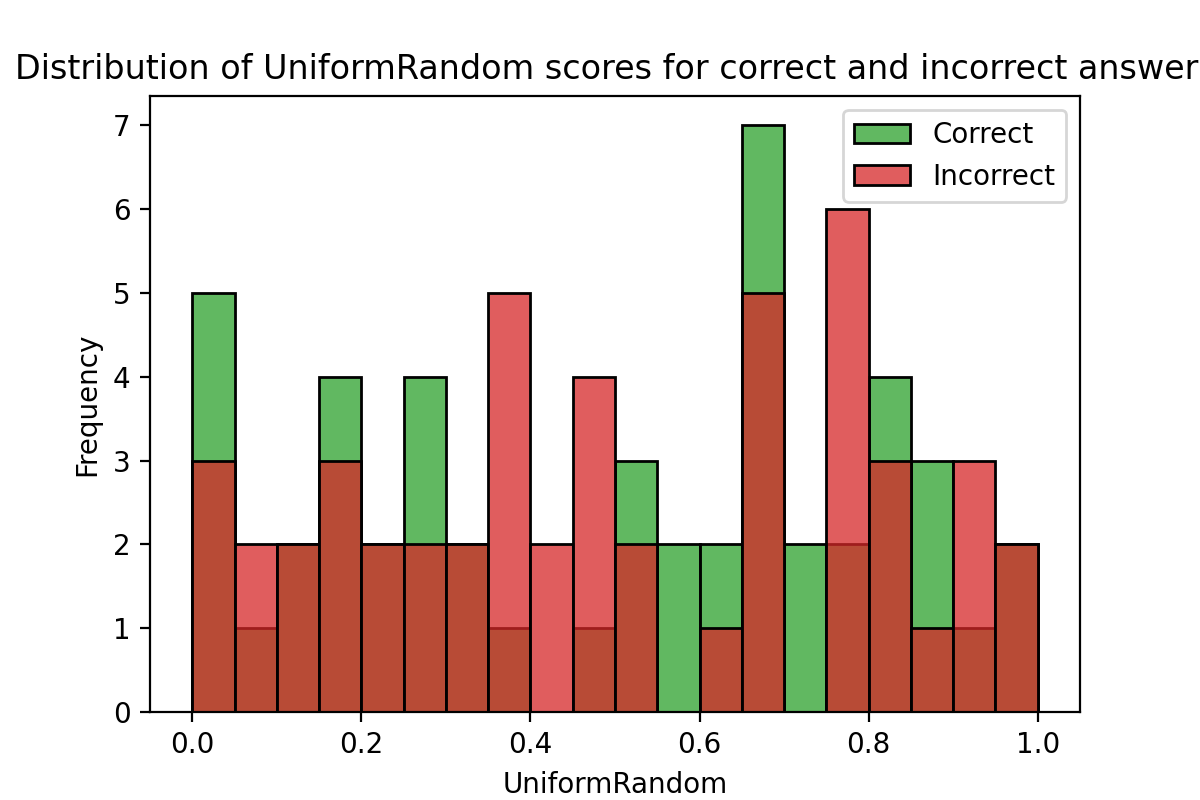 Distribution of UniformRandom scores for correct and incorrect answer
Correct
Incorrect
7
6
5
4
3
2
1
0
Frequency
0.0 0.2 0.4 0.6 0.8 1.0
UniformRandom